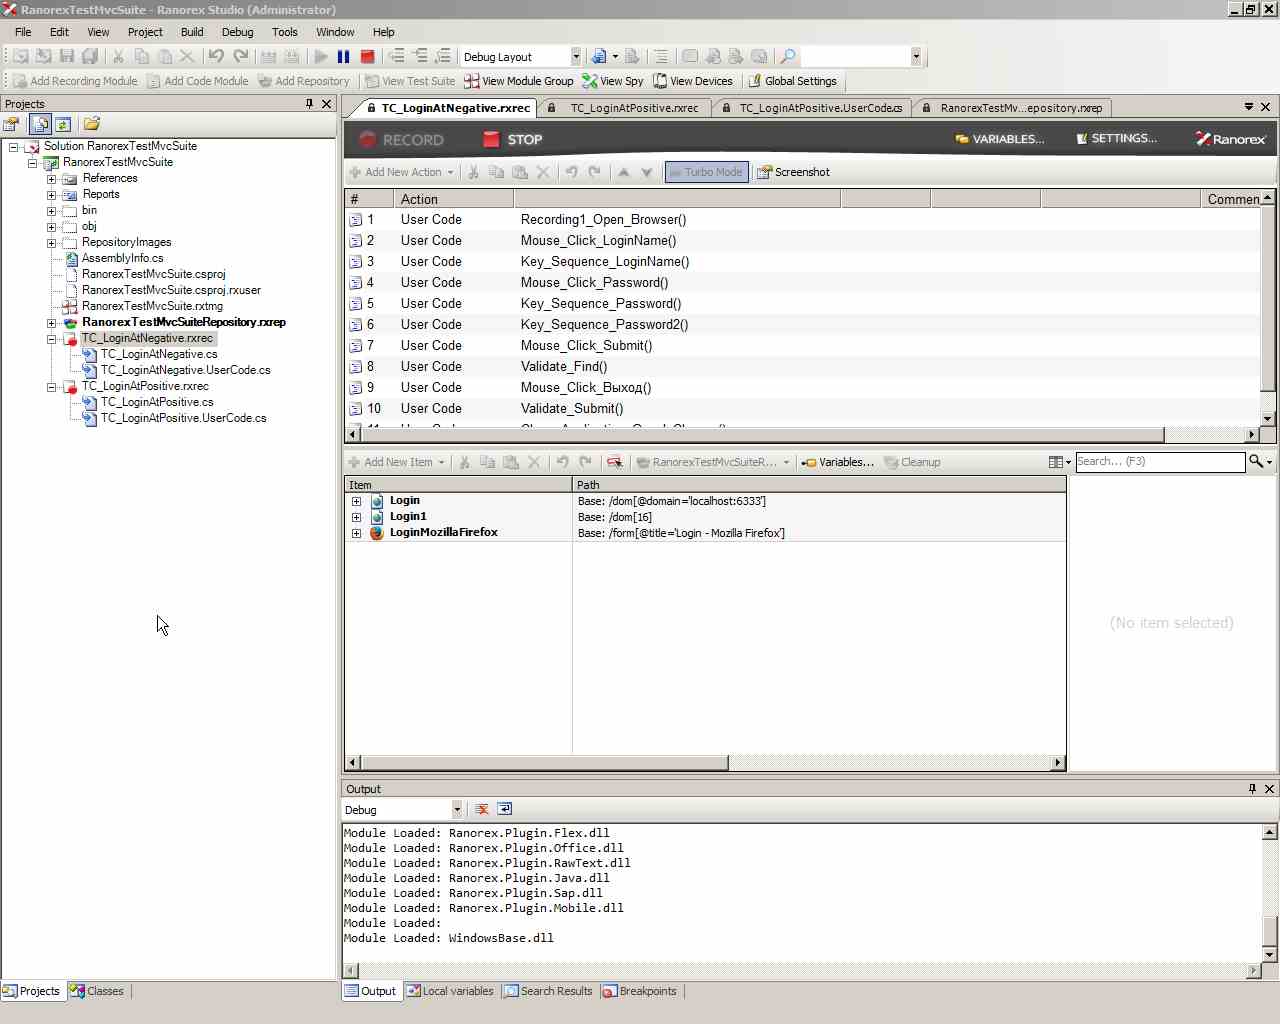 RanorexTestMvcSuite - Ranorex Studio (Administrator)
File Edit View Project Build Debug Tools Window Help
Debug Layout
Add Recording Module Add Code Module Add Repository View Test Suite View Module Group View Spy View Devices Global Settings
Projects
Solution RanorexTestMvcSuite
RanorexTestMvcSuite
References
Reports
bin
obj
RepositoryImages
AssemblyInfo.cs
RanorexTestMvcSuite.csproj
RanorexTestMvcSuite.csproj.rxuser
RanorexTestMvcSuite.rxtmg
RanorexTestMvcSuiteRepository.rxrep
TC_LoginAtNegative.rxrec
TC_LoginAtNegative.cs
TC_LoginAtNegative.UserCode.cs
TC_LoginAtPositive.rxrec
TC_LoginAtPositive.cs
TC_LoginAtPositive.UserCode.cs
Projects Classes
TC_LoginAtNegative.rxrec TC_LoginAtPositive.rxrec TC_LoginAtPositive.UserCode.cs RanorexTestMv...epository.rxrep
RECORD STOP VARIABLES... SETTINGS... Ranorex
Add New Action Turbo Mode Screenshot
# Action Commen
1 User Code Recording1_Open_Browser()
2 User Code Mouse_Click_LoginName()
3 User Code Key_Sequence_LoginName()
4 User Code Mouse_Click_Password()
5 User Code Key_Sequence_Password()
6 User Code Key_Sequence_Password2()
7 User Code Mouse_Click_Submit()
8 User Code Validate_Find()
9 User Code Mouse_Click_Выход()
10 User Code Validate_Submit()
Add New Item RanorexTestMvcSuiteR... Variables... Cleanup Search... (F3)
Item Path
Login Base: /dom[@domain='localhost:6333']
Login1 Base: /dom[16]
LoginMozillaFirefox Base: /form[@title='Login - Mozilla Firefox']
(No item selected)
Output
Debug
Module Loaded: Ranorex.Plugin.Flex.dll
Module Loaded: Ranorex.Plugin.Office.dll
Module Loaded: Ranorex.Plugin.RawText.dll
Module Loaded: Ranorex.Plugin.Java.dll
Module Loaded: Ranorex.Plugin.Sap.dll
Module Loaded: Ranorex.Plugin.Mobile.dll
Module Loaded:
Module Loaded: WindowsBase.dll
Output Local variables Search Results Breakpoints